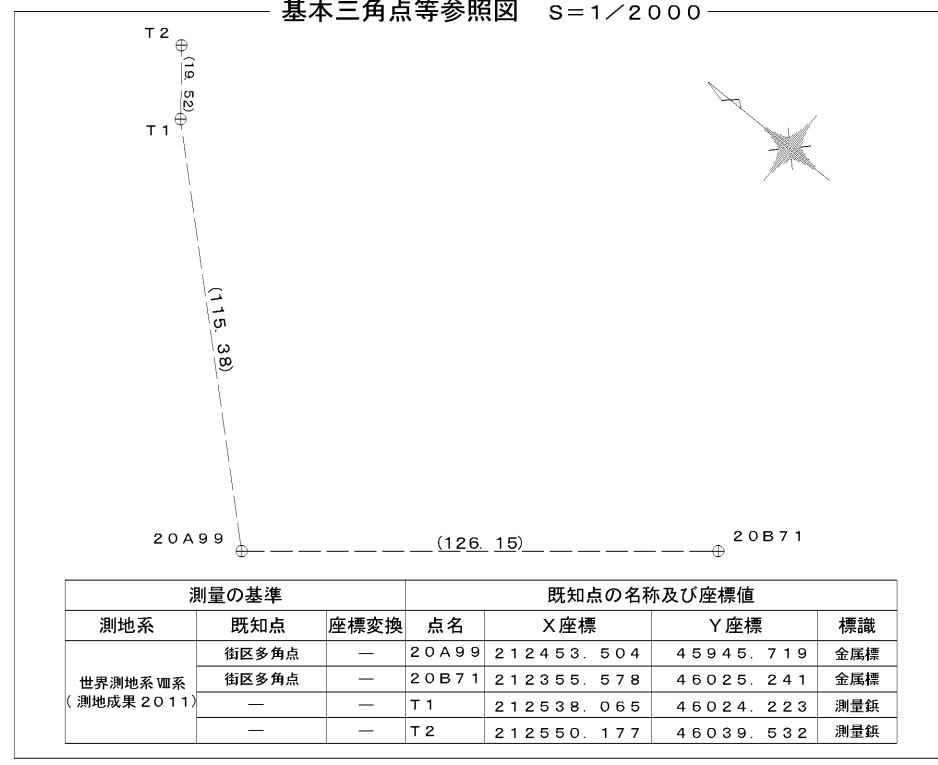 基本三角点等参照図 S=1/2000
T2
(19.52)
T1
(115.38)
20A99
(126.15)
20B71
測量の基準 既知点の名称及び座標値
測地系 既知点 座標変換 点名 X座標 Y座標 標識
世界測地系Ⅷ系
(測地成果2011)
街区多角点 — 20A99 212453.504 45945.719 金属標
街区多角点 — 20B71 212355.578 46025.241 金属標
— — T1 212538.065 46024.223 測量鋲
— — T2 212550.177 46039.532 測量鋲